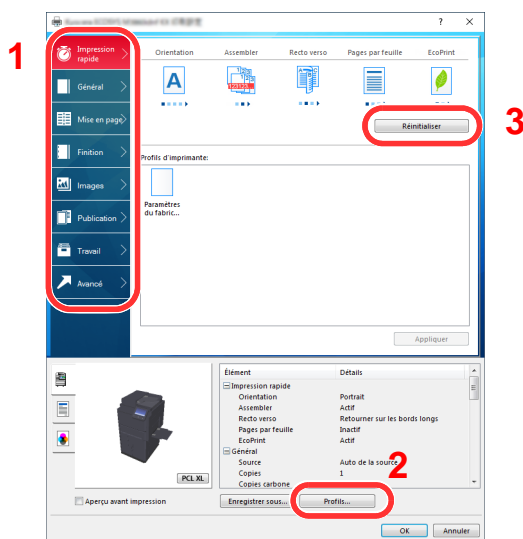 ? ×
1
Impression rapide
Général
Mise en page
Finition
Images
Publication
Travail
Avancé
Orientation Assembler Recto verso Pages par feuille EcoPrint
A
123123
3
Réinitialiser
Profils d'imprimante:
Paramètres
du fabric...
Appliquer
Élément Détails
Impression rapide
Orientation Portrait
Assembler Actif
Recto verso Retourner sur les bords longs
Pages par feuille Inactif
EcoPrint Actif
Général
Source Auto de la source
Copies 1
Copies carbone
2
PCL XL
Aperçu avant impression
Enregistrer sous... Profils...
OK Annuler